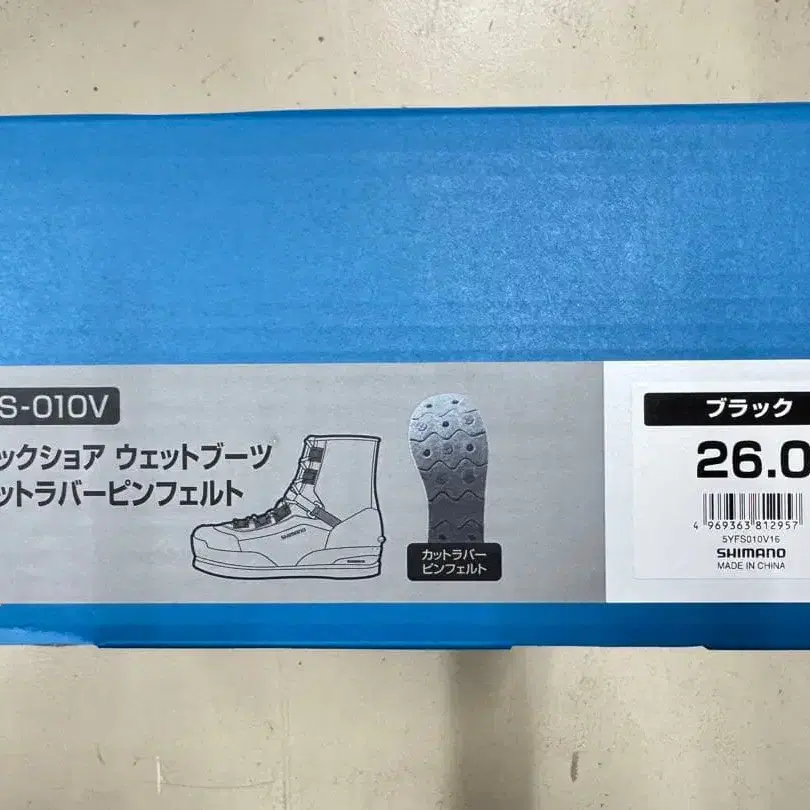 S-010V
ックショア ウェットブーツ
ットラバーピンフェルト
SHIMANO
カットラバー
ピンフェルト
ブラック
26.0
4 969363 812957
5YFS010V16
SHIMANO
MADE IN CHINA